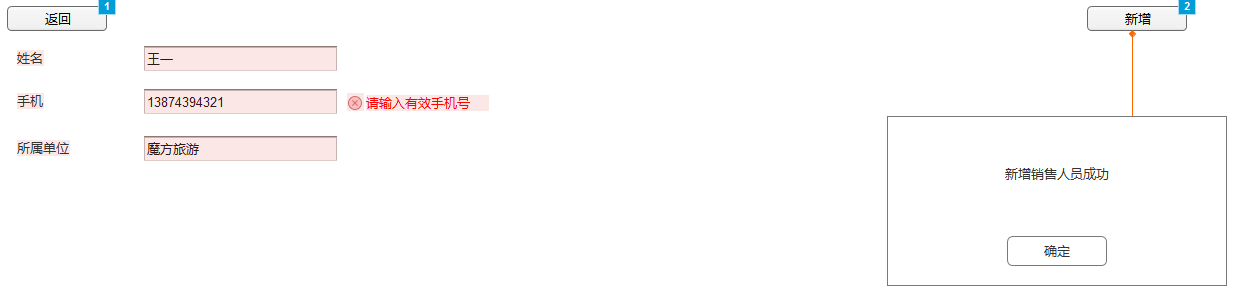 返回
1
新增
2
姓名
王一
手机
13874394321
请输入有效手机号
所属单位
魔方旅游
新增销售人员成功
确定